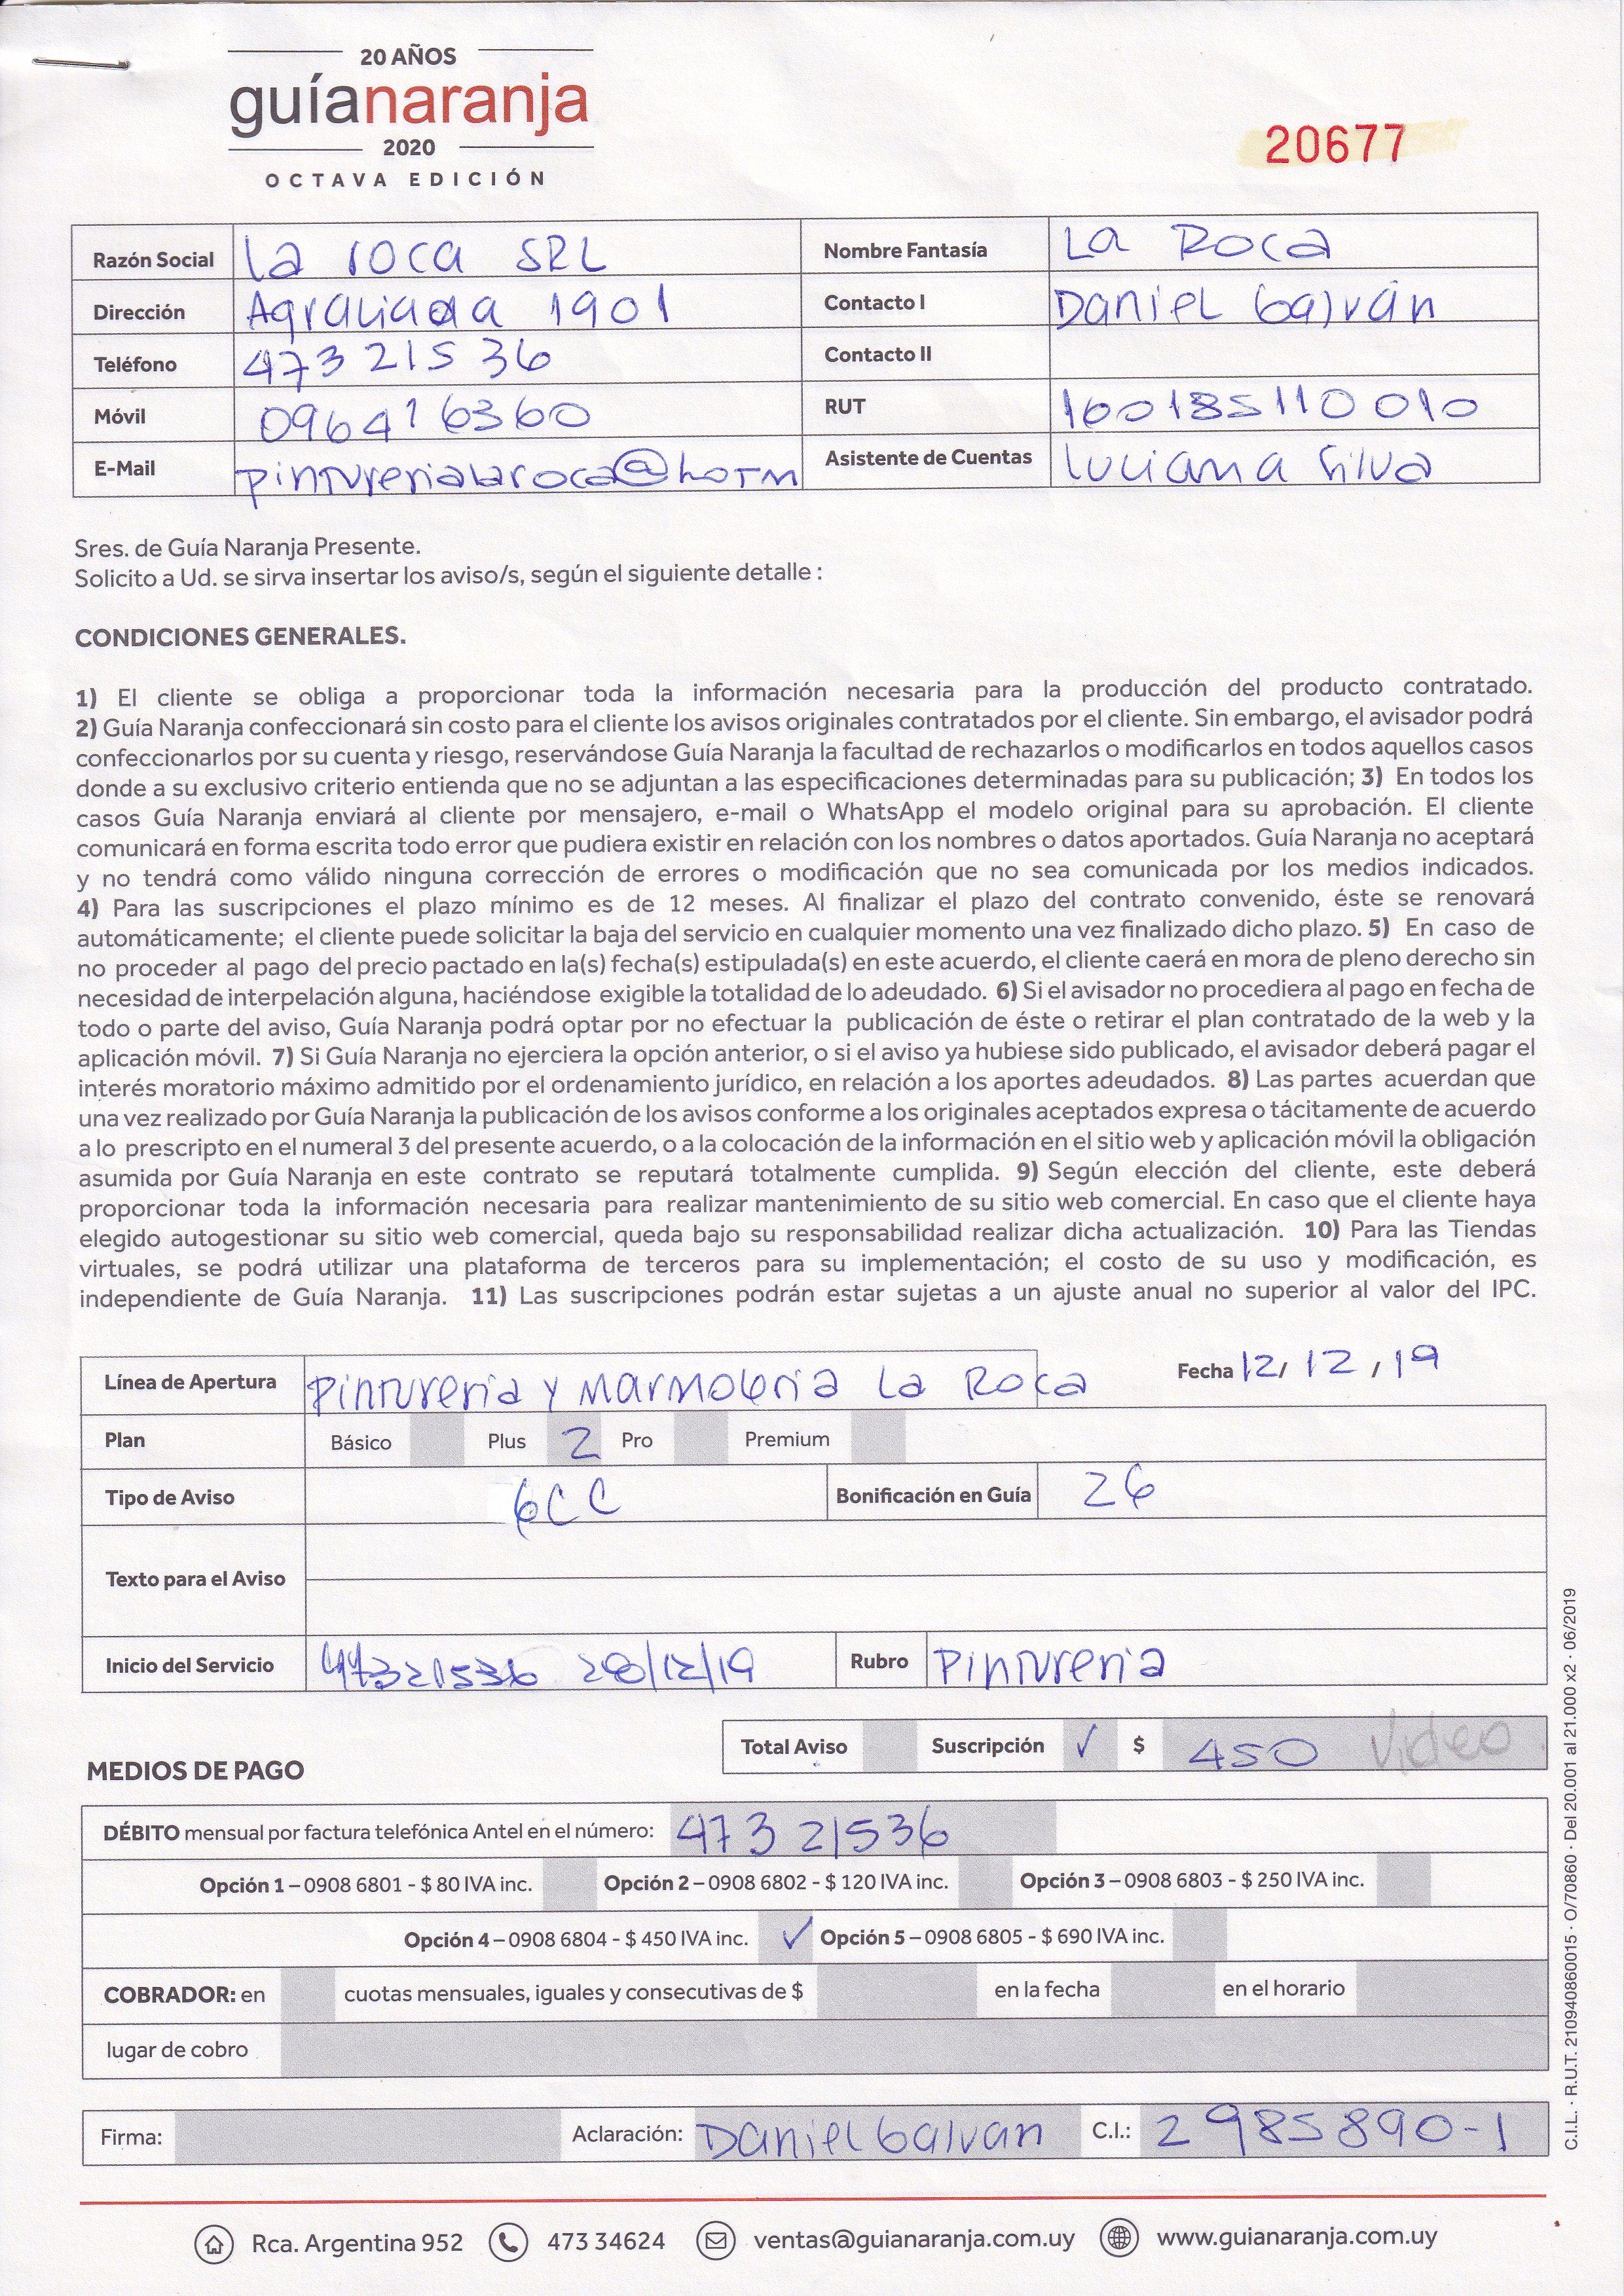 20 AÑOS
guíanaranja
2020
OCTAVA EDICIÓN
20677
Razón Social La roca SRL Nombre Fantasía La Roca
Dirección Agraciada 1901 Contacto I Daniel Galván
Teléfono 473 215 36 Contacto II
Móvil 096416360 RUT 160185110010
E-Mail pinturerialaroca@hotm Asistente de Cuentas Luciana Silva
Sres. de Guía Naranja Presente.
Solicito a Ud. se sirva insertar los aviso/s, según el siguiente detalle :
CONDICIONES GENERALES.
1) El cliente se obliga a proporcionar toda la información necesaria para la producción del producto contratado.
2) Guía Naranja confeccionará sin costo para el cliente los avisos originales contratados por el cliente. Sin embargo, el avisador podrá
confeccionarlos por su cuenta y riesgo, reservándose Guía Naranja la facultad de rechazarlos o modificarlos en todos aquellos casos
donde a su exclusivo criterio entienda que no se adjuntan a las especificaciones determinadas para su publicación; 3) En todos los
casos Guía Naranja enviará al cliente por mensajero, e-mail o WhatsApp el modelo original para su aprobación. El cliente
comunicará en forma escrita todo error que pudiera existir en relación con los nombres o datos aportados. Guía Naranja no aceptará
y no tendrá como válido ninguna corrección de errores o modificación que no sea comunicada por los medios indicados.
4) Para las suscripciones el plazo mínimo es de 12 meses. Al finalizar el plazo del contrato convenido, éste se renovará
automáticamente; el cliente puede solicitar la baja del servicio en cualquier momento una vez finalizado dicho plazo. 5) En caso de
no proceder al pago del precio pactado en la(s) fecha(s) estipulada(s) en este acuerdo, el cliente caerá en mora de pleno derecho sin
necesidad de interpelación alguna, haciéndose exigible la totalidad de lo adeudado. 6) Si el avisador no procediera al pago en fecha de
todo o parte del aviso, Guía Naranja podrá optar por no efectuar la publicación de éste o retirar el plan contratado de la web y la
aplicación móvil. 7) Si Guía Naranja no ejerciera la opción anterior, o si el aviso ya hubiese sido publicado, el avisador deberá pagar el
interés moratorio máximo admitido por el ordenamiento jurídico, en relación a los aportes adeudados. 8) Las partes acuerdan que
una vez realizado por Guía Naranja la publicación de los avisos conforme a los originales aceptados expresa o tácitamente de acuerdo
a lo prescripto en el numeral 3 del presente acuerdo, o a la colocación de la información en el sitio web y aplicación móvil la obligación
asumida por Guía Naranja en este contrato se reputará totalmente cumplida. 9) Según elección del cliente, este deberá
proporcionar toda la información necesaria para realizar mantenimiento de su sitio web comercial. En caso que el cliente haya
elegido autogestionar su sitio web comercial, queda bajo su responsabilidad realizar dicha actualización. 10) Para las Tiendas
virtuales, se podrá utilizar una plataforma de terceros para su implementación; el costo de su uso y modificación, es
independiente de Guía Naranja. 11) Las suscripciones podrán estar sujetas a un ajuste anual no superior al valor del IPC.
Línea de Apertura Pinturería y Marmolería La Roca Fecha 12/ 12 / 19
Plan Básico Plus 2 Pro Premium
Tipo de Aviso 6CC Bonificación en Guía 26
Texto para el Aviso
Inicio del Servicio 47321536 28/12/19 Rubro Pinturería
Total Aviso Suscripción ✓ $ 450 Video
MEDIOS DE PAGO
DÉBITO mensual por factura telefónica Antel en el número: 473 21536
Opción 1 – 0908 6801 - $ 80 IVA inc. Opción 2 – 0908 6802 - $ 120 IVA inc. Opción 3 – 0908 6803 - $ 250 IVA inc.
Opción 4 – 0908 6804 - $ 450 IVA inc. ✓ Opción 5 – 0908 6805 - $ 690 IVA inc.
COBRADOR: en cuotas mensuales, iguales y consecutivas de $ en la fecha en el horario
lugar de cobro
Firma: Aclaración: Daniel Galvan C.I.: 2985890-1
C.I.L. · R.U.T. 210940860015 · O/70860 · Del 20.001 al 21.000 x2 · 06/2019
Rca. Argentina 952 473 34624 ventas@guianaranja.com.uy www.guianaranja.com.uy